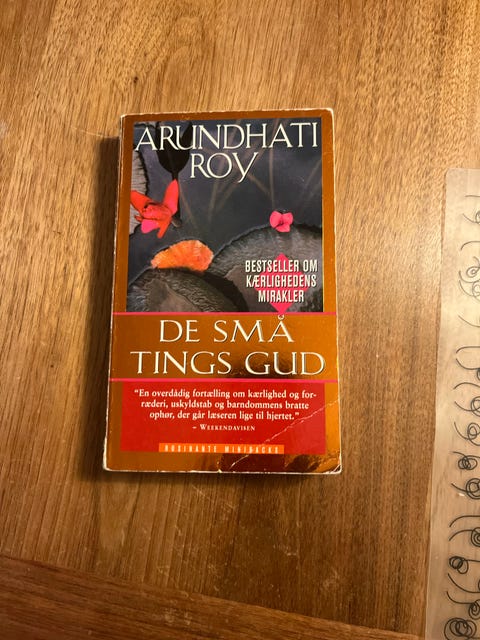 ARUNDHATI
ROY
BESTSELLER OM
KÆRLIGHEDENS
MIRAKLER
DE SMÅ
TINGS GUD
"En overdådig fortælling om kærlighed og for-
ræderi, uskyldstab og barndommens bratte
ophør, der går læseren lige til hjertet."
– WEEKENDAVISEN
ROSINANTE MINIBACKS